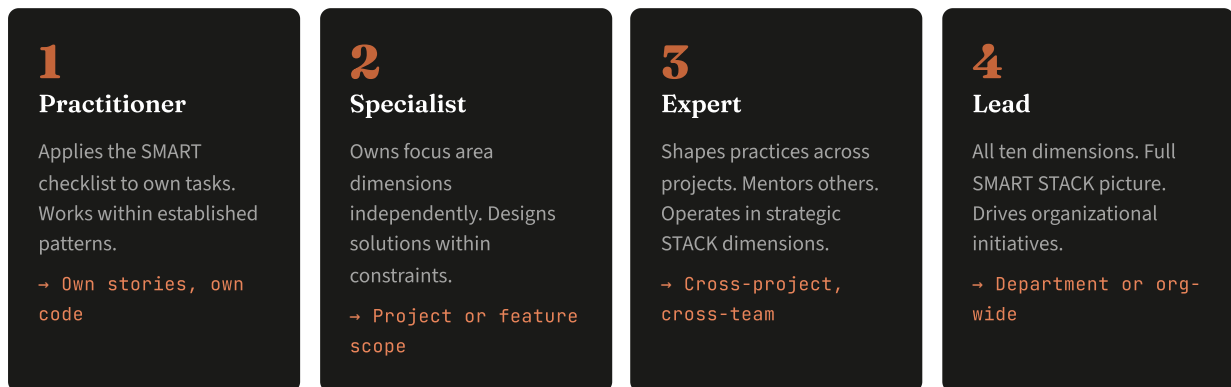 1
Practitioner
Applies the SMART
checklist to own tasks.
Works within established
patterns.
→ Own stories, own
code
2
Specialist
Owns focus area
dimensions
independently. Designs
solutions within
constraints.
→ Project or feature
scope
3
Expert
Shapes practices across
projects. Mentors others.
Operates in strategic
STACK dimensions.
→ Cross-project,
cross-team
4
Lead
All ten dimensions. Full
SMART STACK picture.
Drives organizational
initiatives.
→ Department or org-
wide